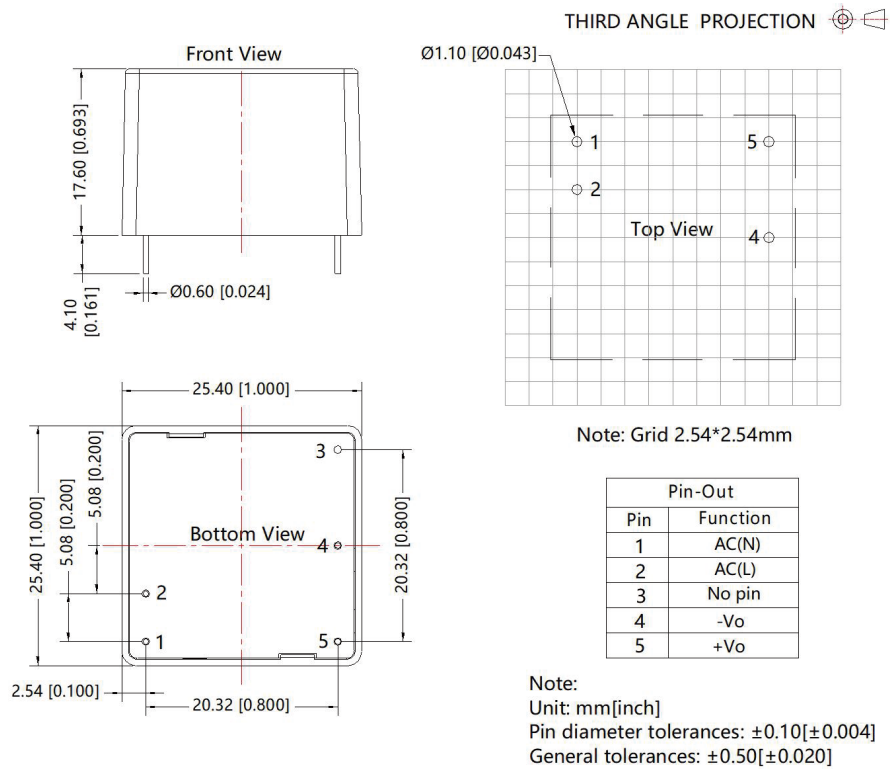 THIRD ANGLE PROJECTION
Front View
Ø1.10 [Ø0.043]
17.60 [0.693]
4.10
[0.161]
Ø0.60 [0.024]
1
5
2
Top View
4
Note: Grid 2.54*2.54mm
25.40 [1.000]
25.40 [1.000]
5.08 [0.200]
5.08 [0.200]
3
Bottom View
4
2
1
5
20.32 [0.800]
2.54 [0.100]
20.32 [0.800]
Pin-Out
Pin Function
1 AC(N)
2 AC(L)
3 No pin
4 -Vo
5 +Vo
Note:
Unit: mm[inch]
Pin diameter tolerances: ±0.10[±0.004]
General tolerances: ±0.50[±0.020]